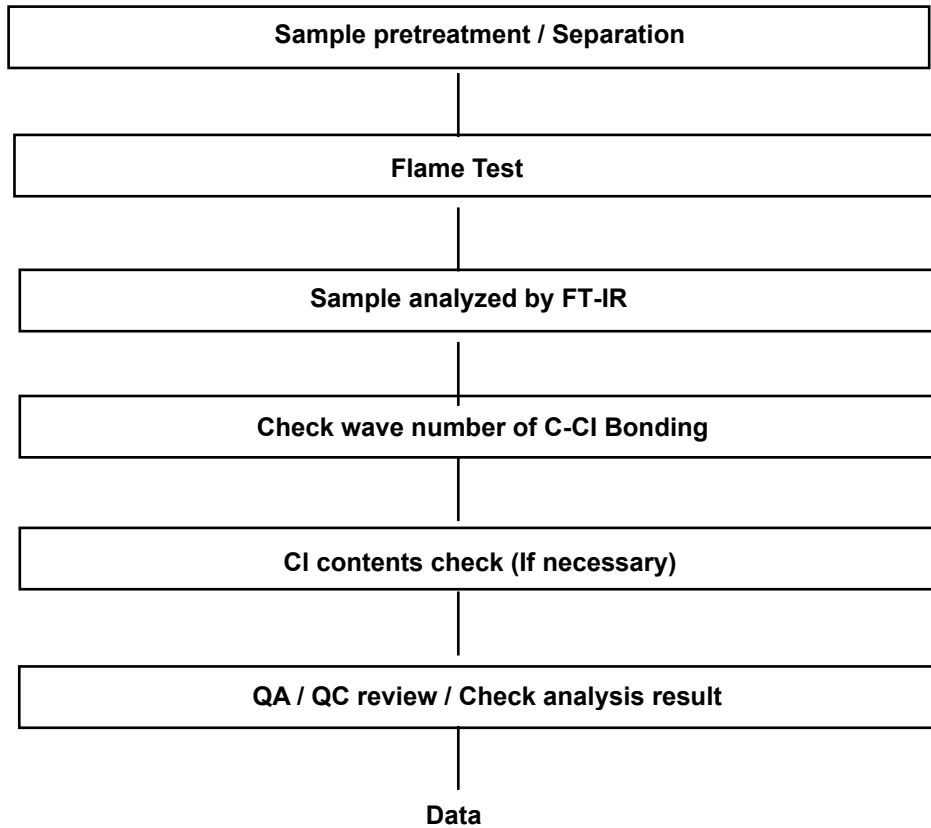 Sample pretreatment / Separation
Flame Test
Sample analyzed by FT-IR
Check wave number of C-Cl Bonding
Cl contents check (If necessary)
QA / QC review / Check analysis result
Data